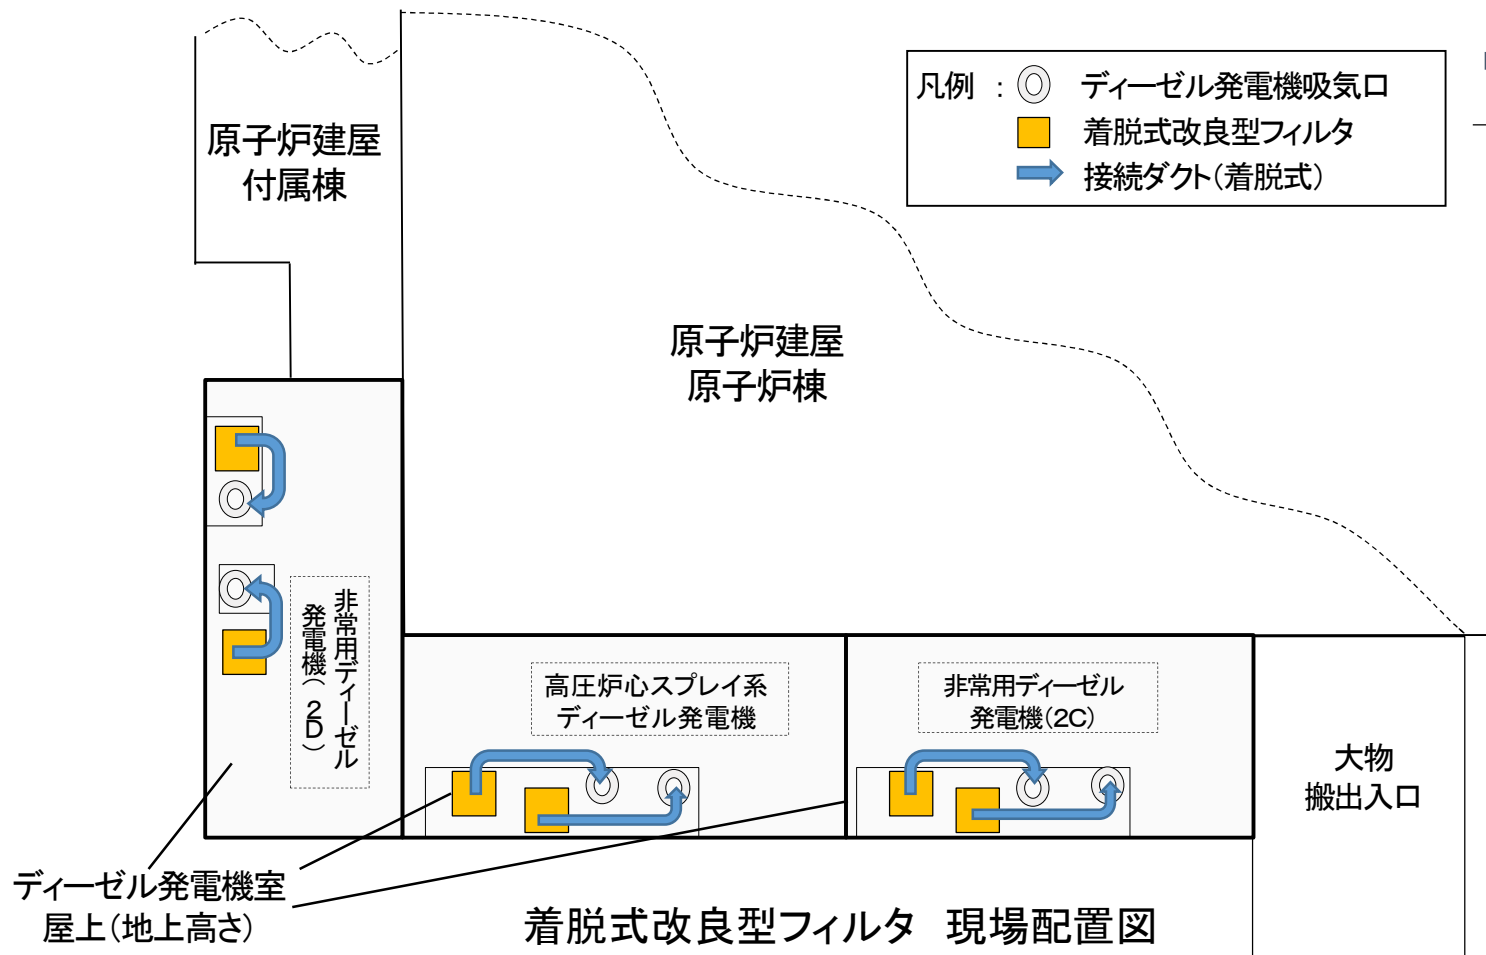 凡例 : ディーゼル発電機吸気口
着脱式改良型フィルタ
接続ダクト(着脱式)
原子炉建屋
付属棟
原子炉建屋
原子炉棟
非常用ディーゼル
発電機(2D)
高圧炉心スプレイ系
ディーゼル発電機
非常用ディーゼル
発電機(2C)
大物
搬出入口
ディーゼル発電機室
屋上(地上高さ)
着脱式改良型フィルタ 現場配置図